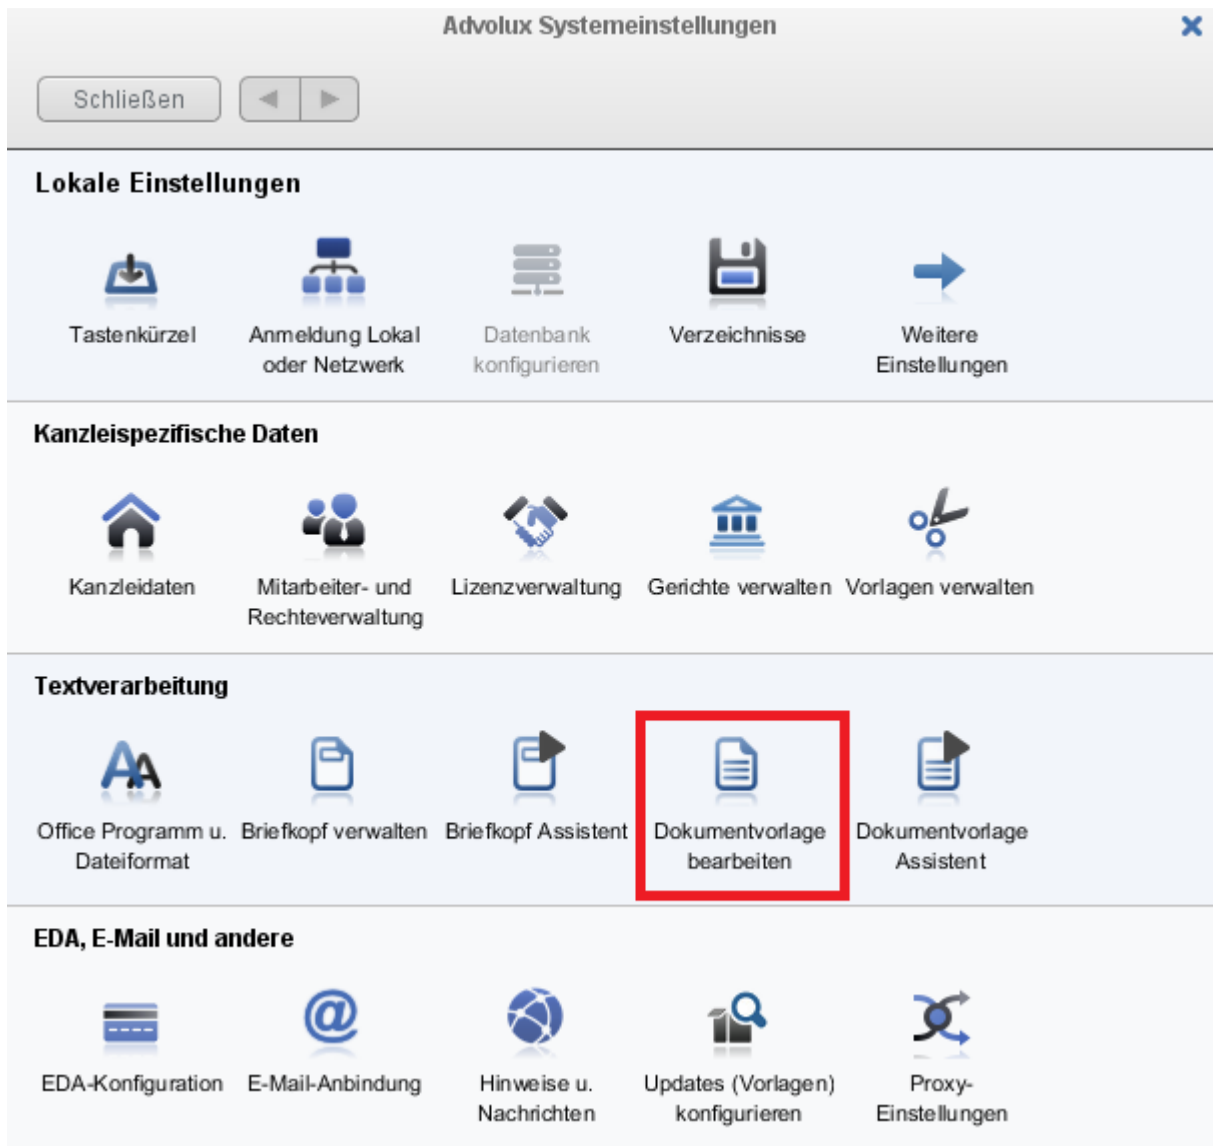 Advolux Systemeinstellungen
Schließen
Lokale Einstellungen
Tastenkürzel
Anmeldung Lokal
oder Netzwerk
Datenbank
konfigurieren
Verzeichnisse
Weitere
Einstellungen
Kanzleispezifische Daten
Kanzleidaten
Mitarbeiter- und
Rechteverwaltung
Lizenzverwaltung
Gerichte verwalten
Vorlagen verwalten
Textverarbeitung
Office Programm u.
Dateiformat
Briefkopf verwalten
Briefkopf Assistent
Dokumentvorlage
bearbeiten
Dokumentvorlage
Assistent
EDA, E-Mail und andere
EDA-Konfiguration
E-Mail-Anbindung
Hinweise u.
Nachrichten
Updates (Vorlagen)
konfigurieren
Proxy-
Einstellungen